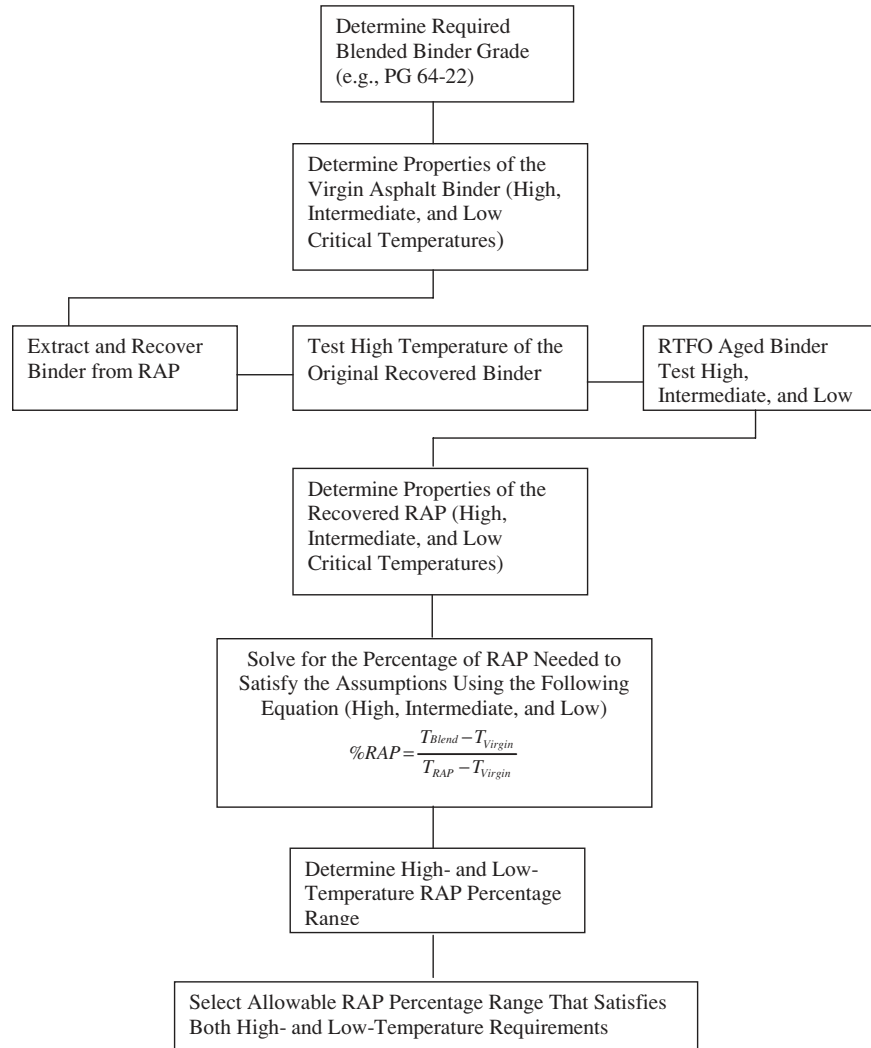 Determine Required
Blended Binder Grade
(e.g., PG 64-22)
Determine Properties of the
Virgin Asphalt Binder (High,
Intermediate, and Low
Critical Temperatures)
Extract and Recover
Binder from RAP
Test High Temperature of the
Original Recovered Binder
RTFO Aged Binder
Test High,
Intermediate, and Low
Determine Properties of the
Recovered RAP (High,
Intermediate, and Low
Critical Temperatures)
Solve for the Percentage of RAP Needed to
Satisfy the Assumptions Using the Following
Equation (High, Intermediate, and Low)
%RAP = (T_Blend − T_Virgin) / (T_RAP − T_Virgin)
Determine High- and Low-
Temperature RAP Percentage
Range
Select Allowable RAP Percentage Range That Satisfies
Both High- and Low-Temperature Requirements